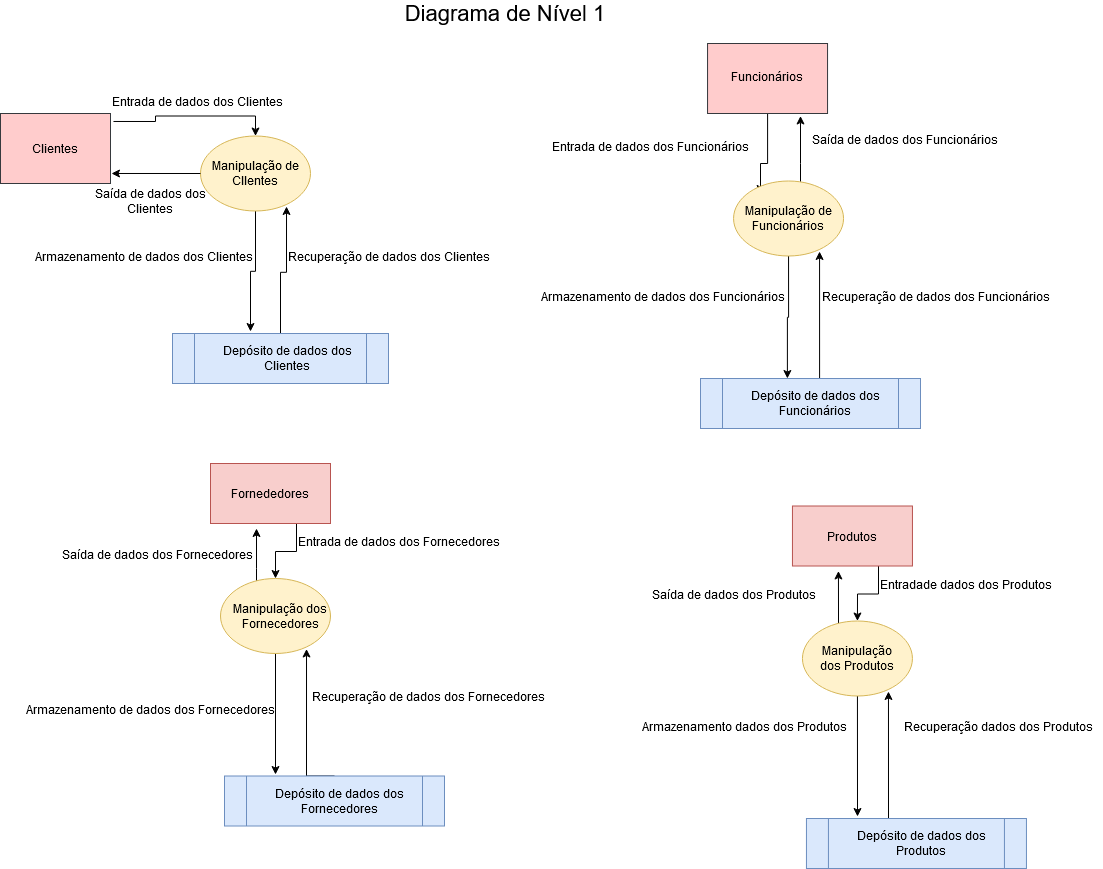 Diagrama de Nível 1
Entrada de dados dos Clientes
Clientes
Manipulação de
CIlentes
Saída de dados dos
Clientes
Armazenamento de dados dos Clientes
Recuperação de dados dos Clientes
Depósito de dados dos
Clientes
Funcionários
Entrada de dados dos Funcionários
Saída de dados dos Funcionários
Manipulação de
Funcionários
Armazenamento de dados dos Funcionários
Recuperação de dados dos Funcionários
Depósito de dados dos
Funcionários
Fornededores
Saída de dados dos Fornecedores
Entrada de dados dos Fornecedores
Manipulação dos
Fornecedores
Armazenamento de dados dos Fornecedores
Recuperação de dados dos Fornecedores
Depósito de dados dos
Fornecedores
Produtos
Saída de dados dos Produtos
Entradade dados dos Produtos
Manipulação
dos Produtos
Armazenamento dados dos Produtos
Recuperação dados dos Produtos
Depósito de dados dos
Produtos